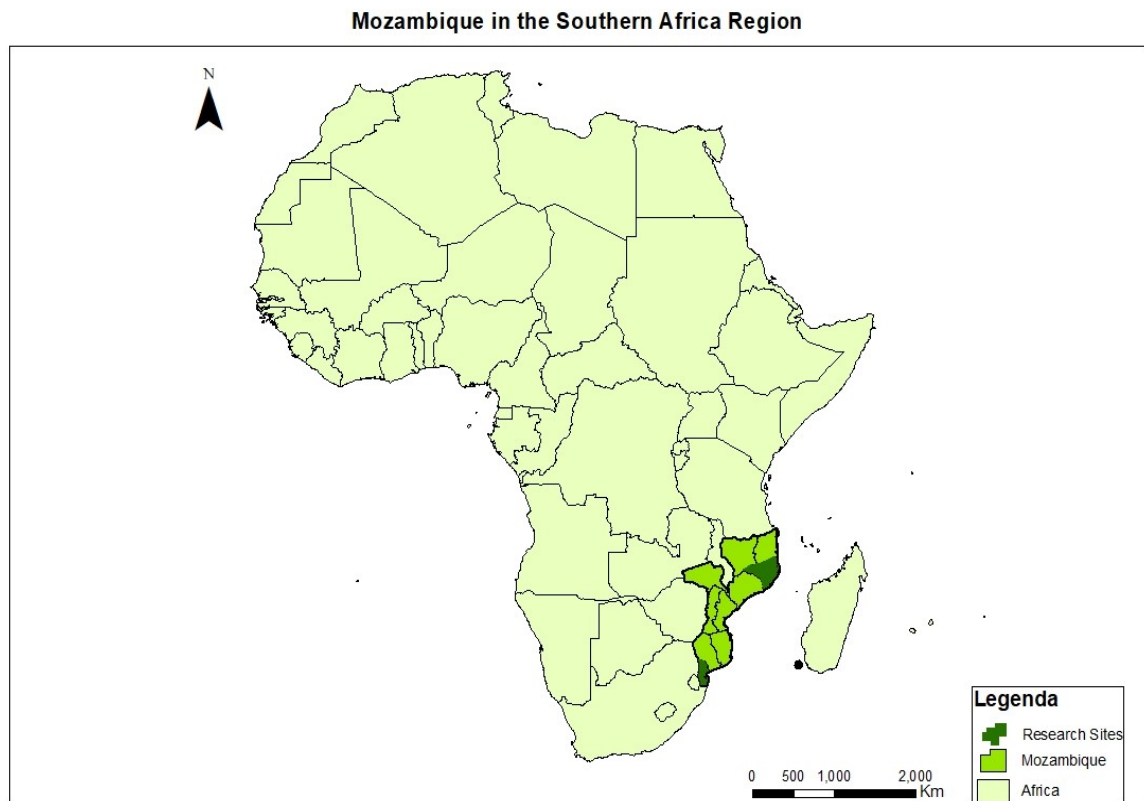 Mozambique in the Southern Africa Region
N
Legenda
Research Sites
Mozambique
Africa
0 500 1,000 2,000
Km